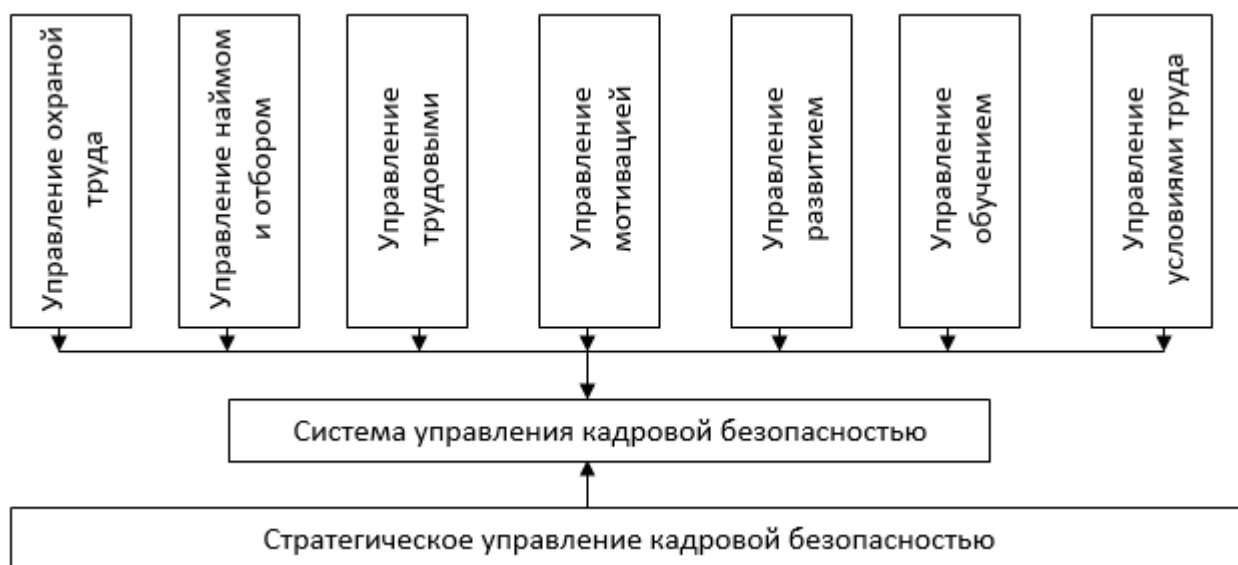 Управление охраной
труда
Управление наймом
и отбором
Управление
трудовыми
Управление
мотивацией
Управление
развитием
Управление
обучением
Управление
условиями труда
Система управления кадровой безопасностью
Стратегическое управление кадровой безопасностью